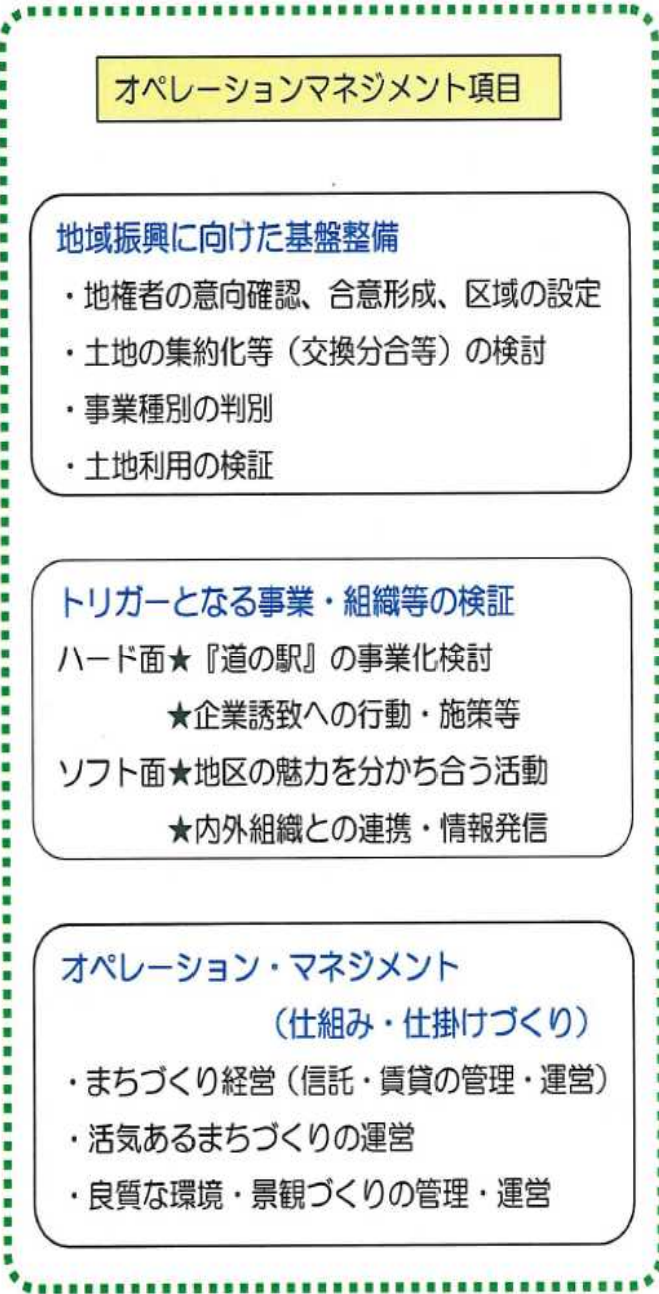 オペレーションマネジメント項目
地域振興に向けた基盤整備
・地権者の意向確認、合意形成、区域の設定
・土地の集約化等（交換分合等）の検討
・事業種別の判別
・土地利用の検証
トリガーとなる事業・組織等の検証
ハード面★『道の駅』の事業化検討
★企業誘致への行動・施策等
ソフト面★地区の魅力を分かち合う活動
★内外組織との連携・情報発信
オペレーション・マネジメント
（仕組み・仕掛けづくり）
・まちづくり経営（信託・賃貸の管理・運営）
・活気あるまちづくりの運営
・良質な環境・景観づくりの管理・運営